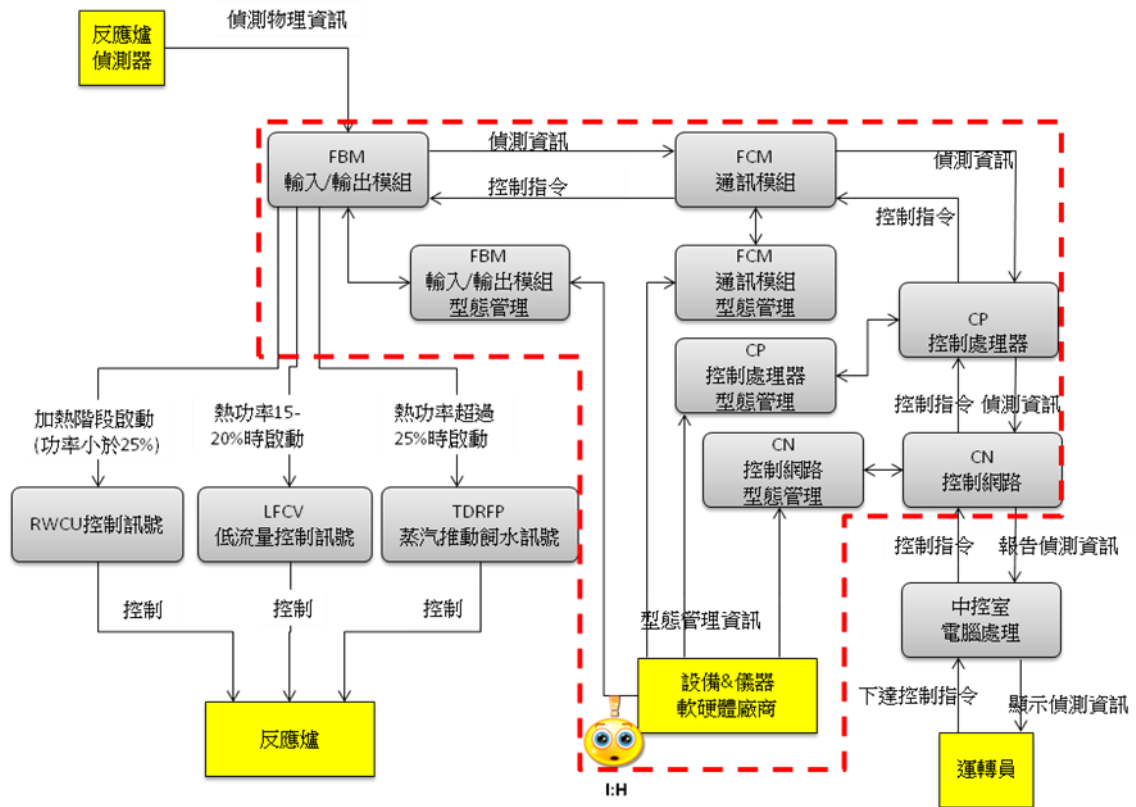 偵測物理資訊
反應爐
偵測器
FBM
輸入/輸出模組
偵測資訊
控制指令
FCM
通訊模組
偵測資訊
控制指令
FBM
輸入/輸出模組
型態管理
FCM
通訊模組
型態管理
CP
控制處理器
CP
控制處理器
型態管理
控制指令
偵測資訊
加熱階段啟動
(功率小於25%)
熱功率15-
20%時啟動
熱功率超過
25%時啟動
CN
控制網路
型態管理
CN
控制網路
RWCU控制訊號
LFCV
低流量控制訊號
TDRFP
蒸汽推動飼水訊號
控制指令
報告偵測資訊
控制
控制
控制
型態管理資訊
中控室
電腦處理
設備&儀器
軟硬體廠商
下達控制指令
顯示偵測資訊
反應爐
運轉員
I:H